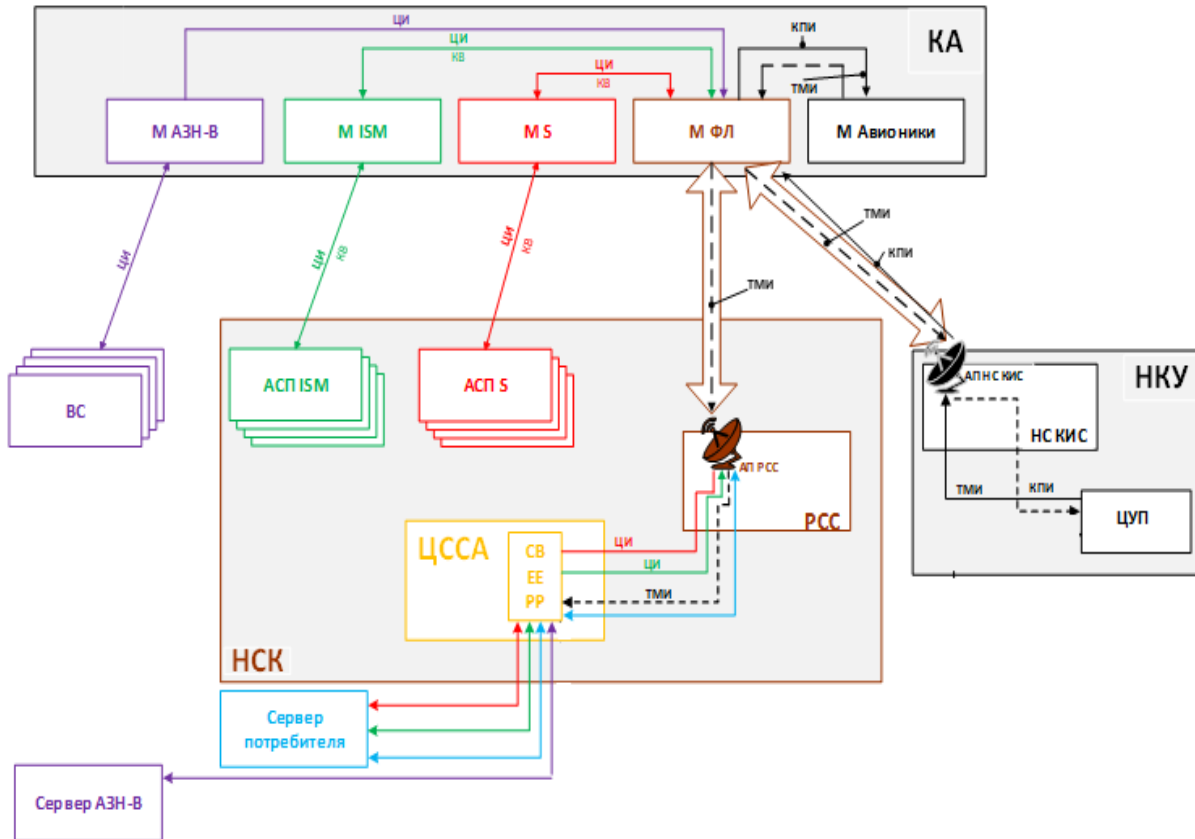 КА
ЦИ
ЦИ
КВ
ЦИ
КВ
КПИ
ТМИ
М АЗН-В
М ISM
М S
М ФЛ
М Авионики
ЦИ
ЦИ
КВ
ЦИ
КВ
ТМИ
КПИ
ТМИ
ВС
АСП ISM
АСП S
НКУ
АП НС КИС
НС КИС
ТМИ
КПИ
ЦУП
АП РСС
РСС
ЦССА
СВ
ЕЕ
РР
ЦИ
ЦИ
ТМИ
НСК
Сервер
потребителя
Сервер АЗН-В